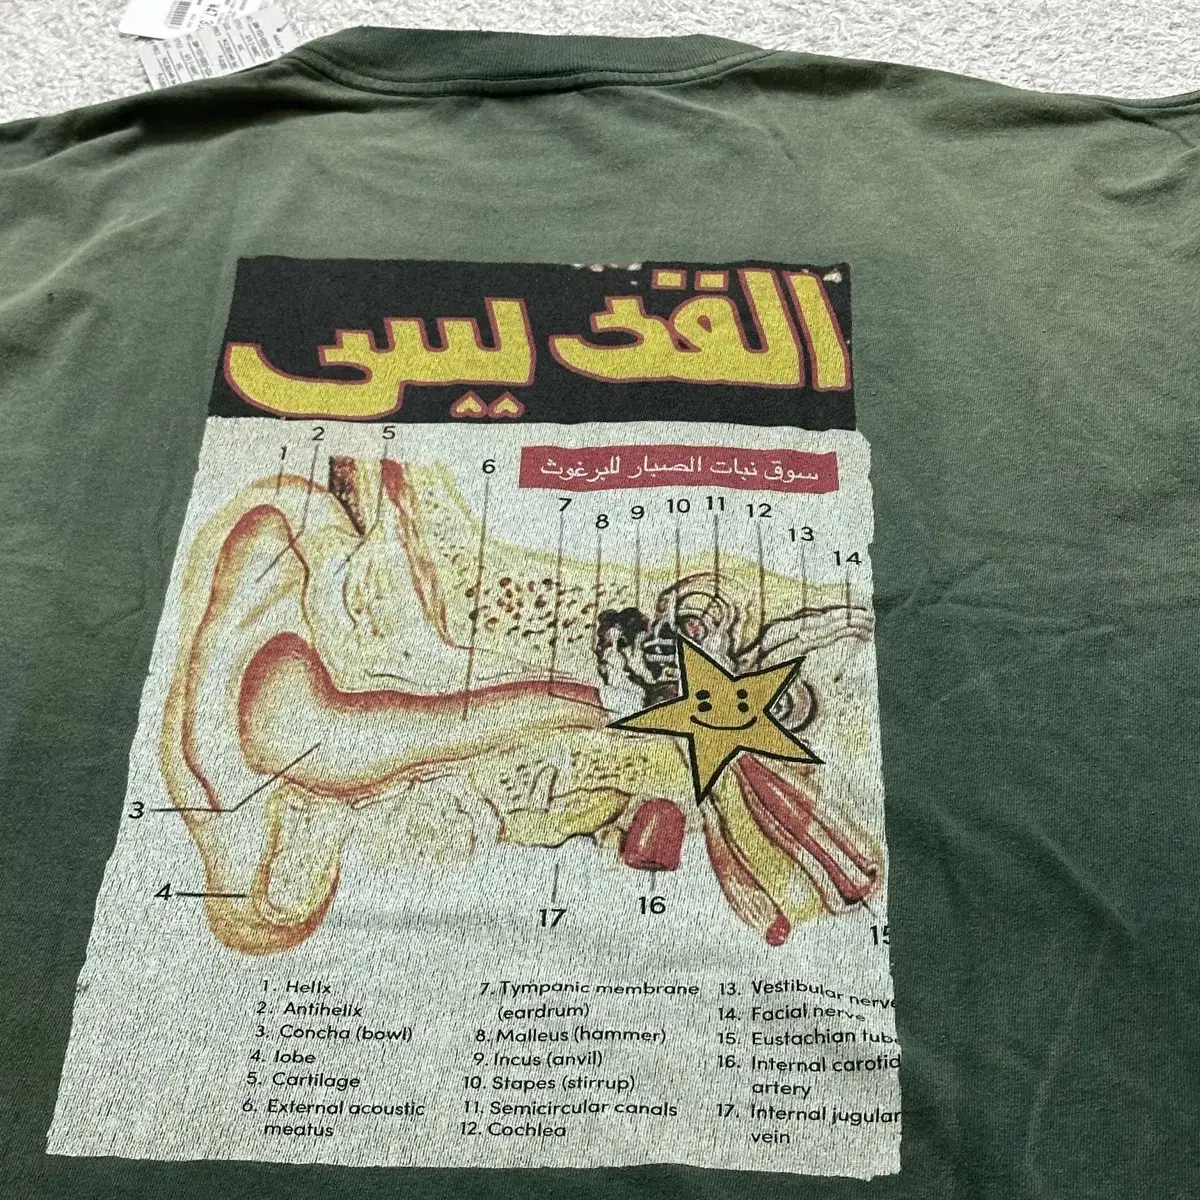 القديس
سوق نبات الصبار للبرغوث
1
2
5
6
7
8
9
10
11
12
13
14
3
4
17
16
15
1. Helix
2. Antihelix
3. Concha (bowl)
4. lobe
5. Cartilage
6. External acoustic
meatus
7. Tympanic membrane
(eardrum)
8. Malleus (hammer)
9. Incus (anvil)
10. Stapes (stirrup)
11. Semicircular canals
12. Cochlea
13. Vestibular nerve
14. Facial nerve
15. Eustachian tub
16. Internal carotid
artery
17. Internal jugular
vein